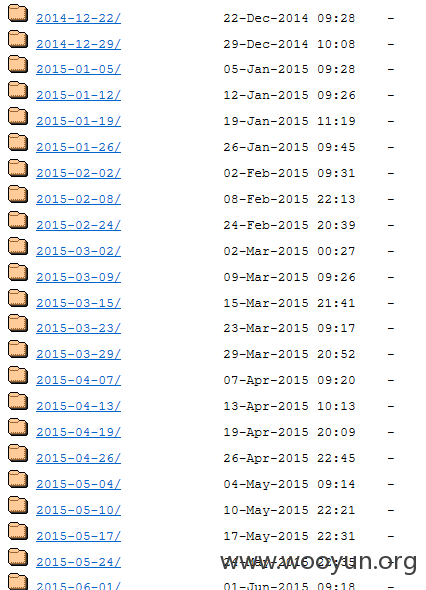 2014-12-22/ 22-Dec-2014 09:28 -
2014-12-29/ 29-Dec-2014 10:08 -
2015-01-05/ 05-Jan-2015 09:28 -
2015-01-12/ 12-Jan-2015 09:26 -
2015-01-19/ 19-Jan-2015 11:19 -
2015-01-26/ 26-Jan-2015 09:45 -
2015-02-02/ 02-Feb-2015 09:31 -
2015-02-08/ 08-Feb-2015 22:13 -
2015-02-24/ 24-Feb-2015 20:39 -
2015-03-02/ 02-Mar-2015 00:27 -
2015-03-09/ 09-Mar-2015 09:26 -
2015-03-15/ 15-Mar-2015 21:41 -
2015-03-23/ 23-Mar-2015 09:17 -
2015-03-29/ 29-Mar-2015 20:52 -
2015-04-07/ 07-Apr-2015 09:20 -
2015-04-13/ 13-Apr-2015 10:13 -
2015-04-19/ 19-Apr-2015 20:09 -
2015-04-26/ 26-Apr-2015 22:45 -
2015-05-04/ 04-May-2015 09:14 -
2015-05-10/ 10-May-2015 22:21 -
2015-05-17/ 17-May-2015 22:31 -
2015-05-24/ -
www.wooyun.org
2015-06-01/ 01-Jun-2015 09:18 -